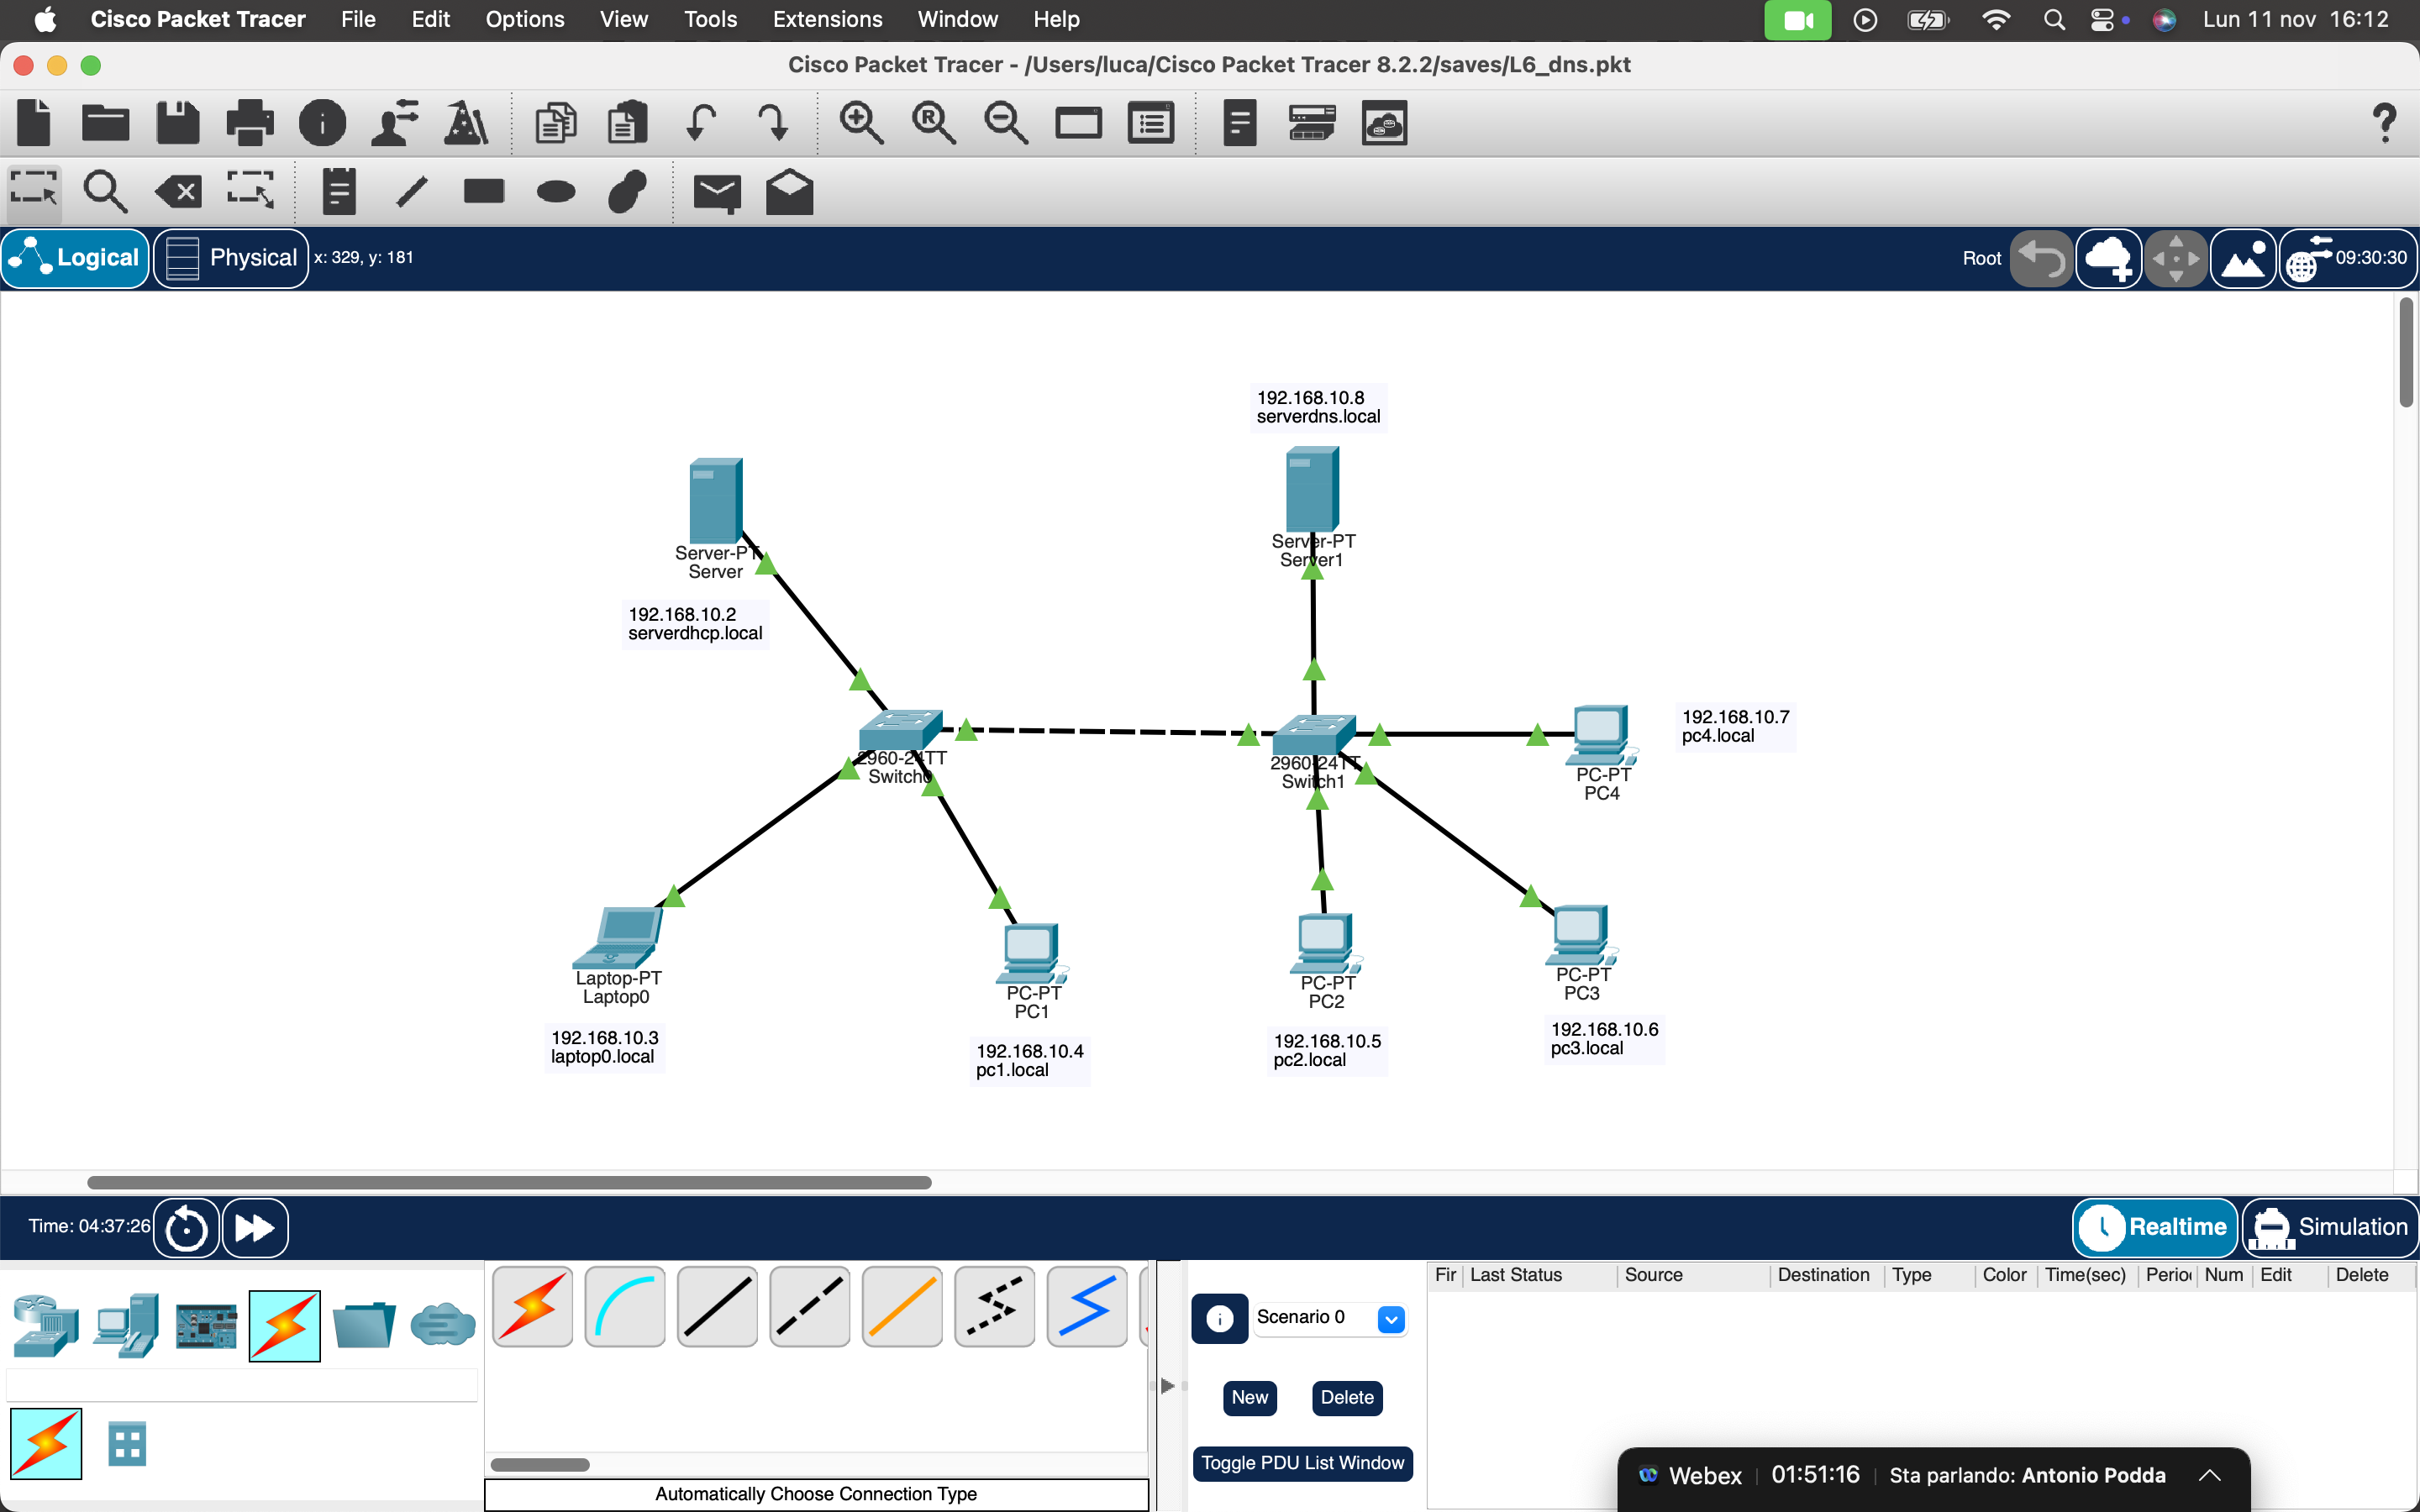 Cisco Packet Tracer File Edit Options View Tools Extensions Window Help Lun 11 nov 16:12
Cisco Packet Tracer - /Users/luca/Cisco Packet Tracer 8.2.2/saves/L6_dns.pkt
Logical Physical x: 329, y: 181 Root 09:30:30
192.168.10.8
serverdns.local
Server-PT
Server
192.168.10.2
serverdhcp.local
Server-PT
Server1
2960-24TT
Switch0
2960-24TT
Switch1
192.168.10.7
pc4.local
PC-PT
PC4
Laptop-PT
Laptop0
192.168.10.3
laptop0.local
PC-PT
PC1
192.168.10.4
pc1.local
PC-PT
PC2
192.168.10.5
pc2.local
PC-PT
PC3
192.168.10.6
pc3.local
Time: 04:37:26 Realtime Simulation
Scenario 0
New Delete
Toggle PDU List Window
Fir Last Status Source Destination Type Color Time(sec) Perio Num Edit Delete
Automatically Choose Connection Type
Webex 01:51:16 Sta parlando: Antonio Podda